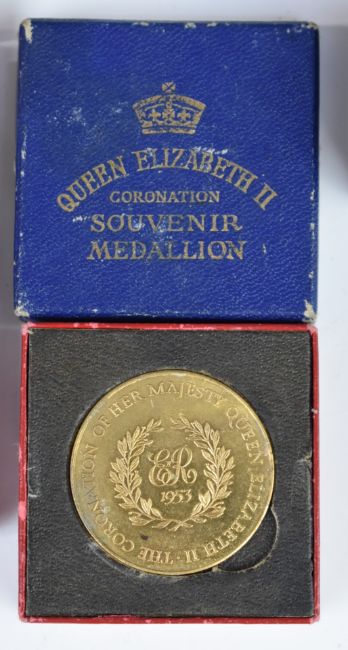 QUEEN ELIZABETH II
CORONATION
SOUVENIR
MEDALLION
· THE CORONATION OF HER MAJESTY QUEEN ELIZABETH II
ER
1953